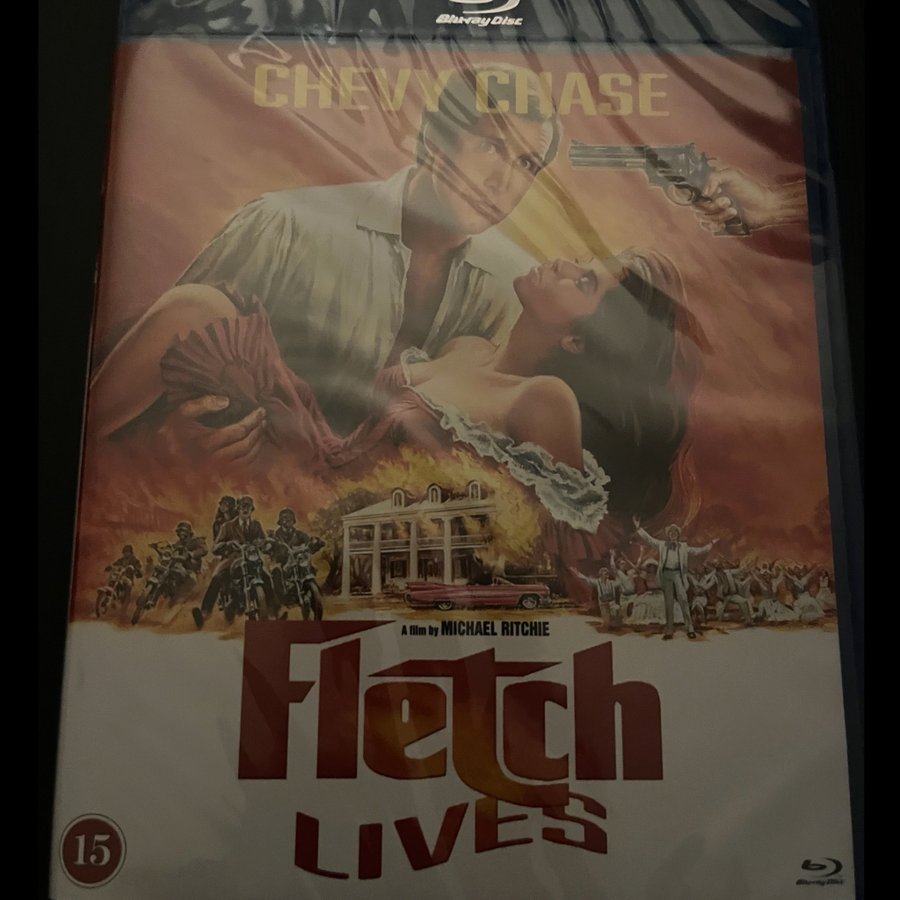 Blu-ray Disc
CHEVY CHASE
A film by MICHAEL RITCHIE
Fletch
LIVES
15
Blu-ray Disc